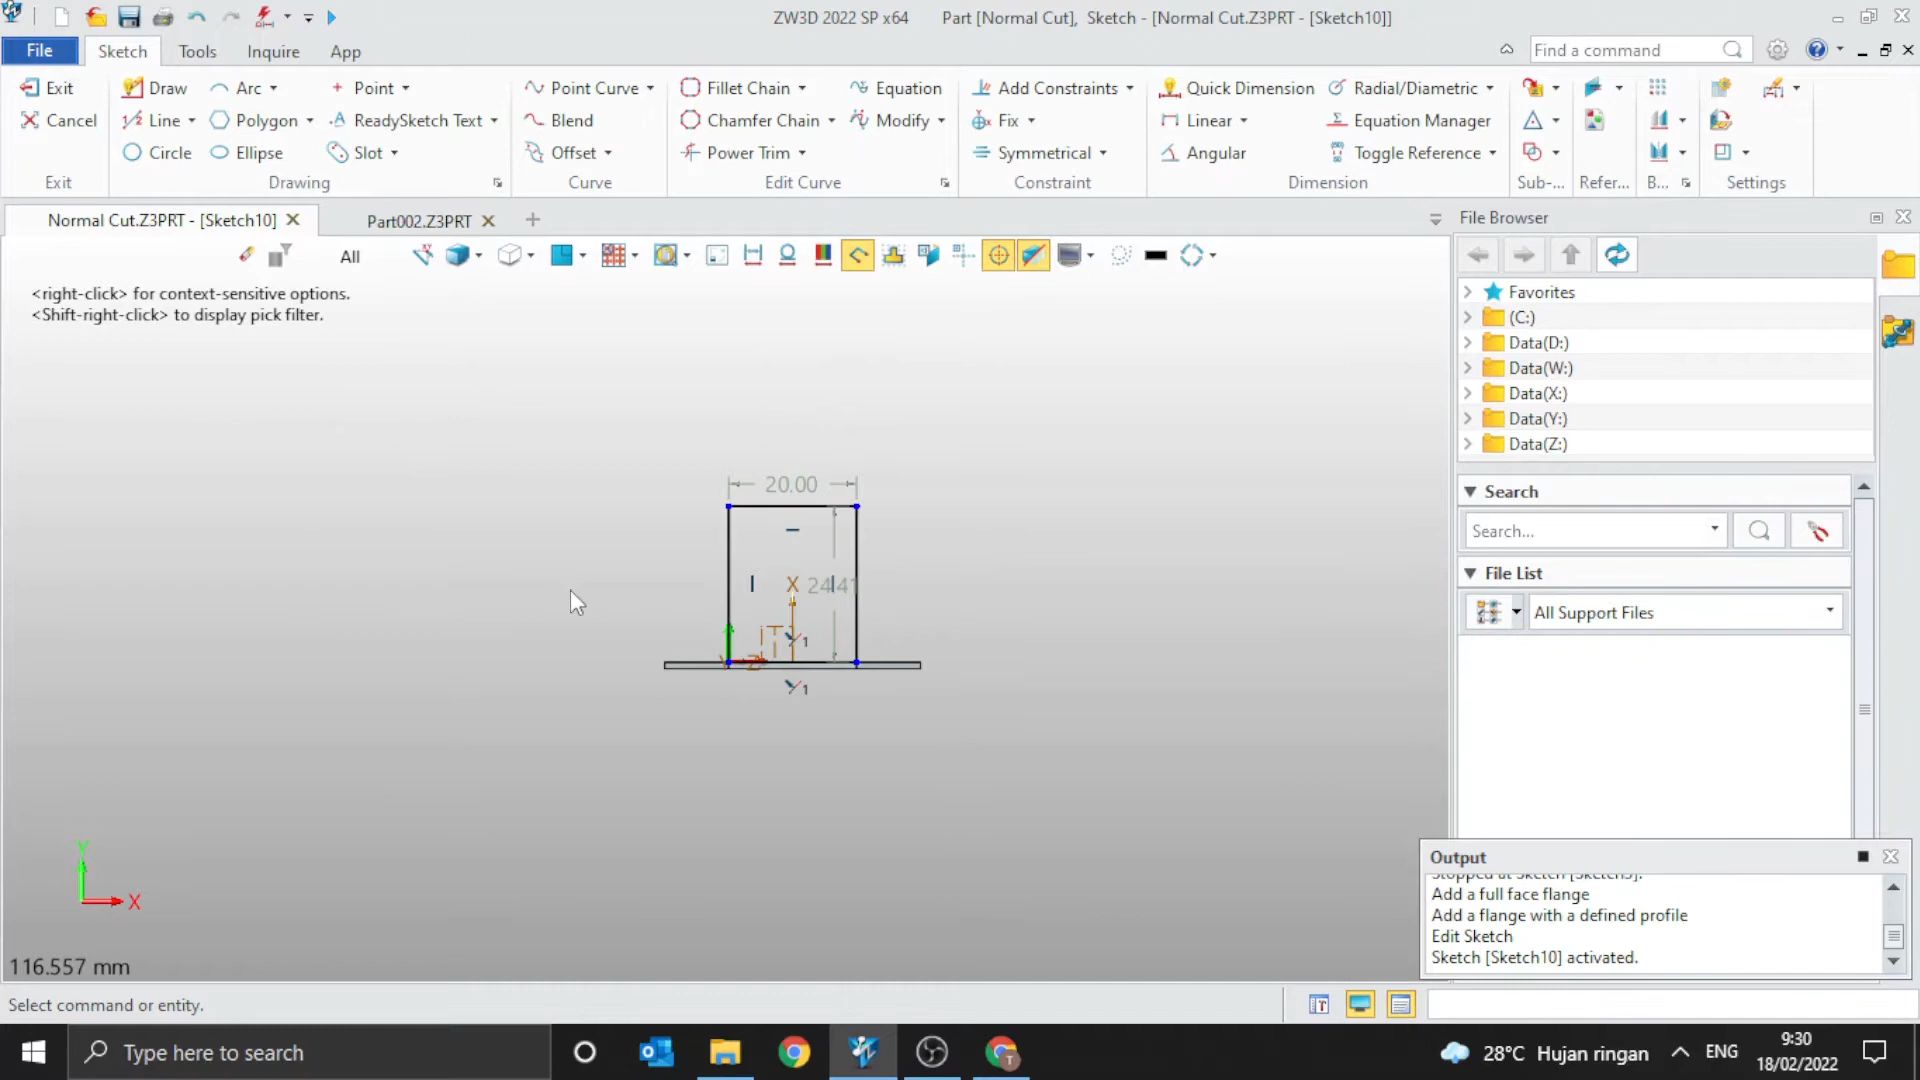 ZW3D 2022 SP x64 Part [Normal Cut], Sketch - [Normal Cut.Z3PRT - [Sketch10]]
File Sketch Tools Inquire App Find a command
Exit Draw Arc Point Point Curve Fillet Chain Equation Add Constraints Quick Dimension Radial/Diametric
Cancel Line Polygon ReadySketch Text Blend Chamfer Chain Modify Fix Linear Equation Manager
Circle Ellipse Slot Offset Power Trim Symmetrical Angular Toggle Reference
Exit Drawing Curve Edit Curve Constraint Dimension Sub-... Refer... B... Settings
Normal Cut.Z3PRT - [Sketch10] Part002.Z3PRT File Browser
All
<right-click> for context-sensitive options.
<Shift-right-click> to display pick filter.
Favorites
(C:)
Data(D:)
Data(W:)
Data(X:)
Data(Y:)
Data(Z:)
Search
Search...
File List
All Support Files
20.00
X 24.41
1
1
Y
X
116.557 mm
Output
Add a full face flange
Add a flange with a defined profile
Edit Sketch
Sketch [Sketch10] activated.
Select command or entity.
Type here to search
28°C Hujan ringan ENG 9:30
18/02/2022